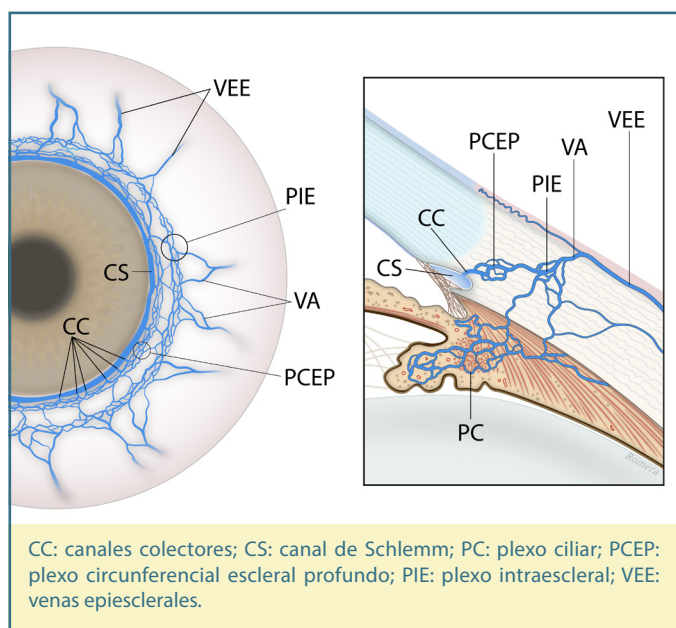 VEE
PIE
CS
VA
CC
PCEP
PCEP
VA
VEE
PIE
CC
CS
PC
Romera
CC: canales colectores; CS: canal de Schlemm; PC: plexo ciliar; PCEP:
plexo circunferencial escleral profundo; PIE: plexo intraescleral; VEE:
venas epiesclerales.